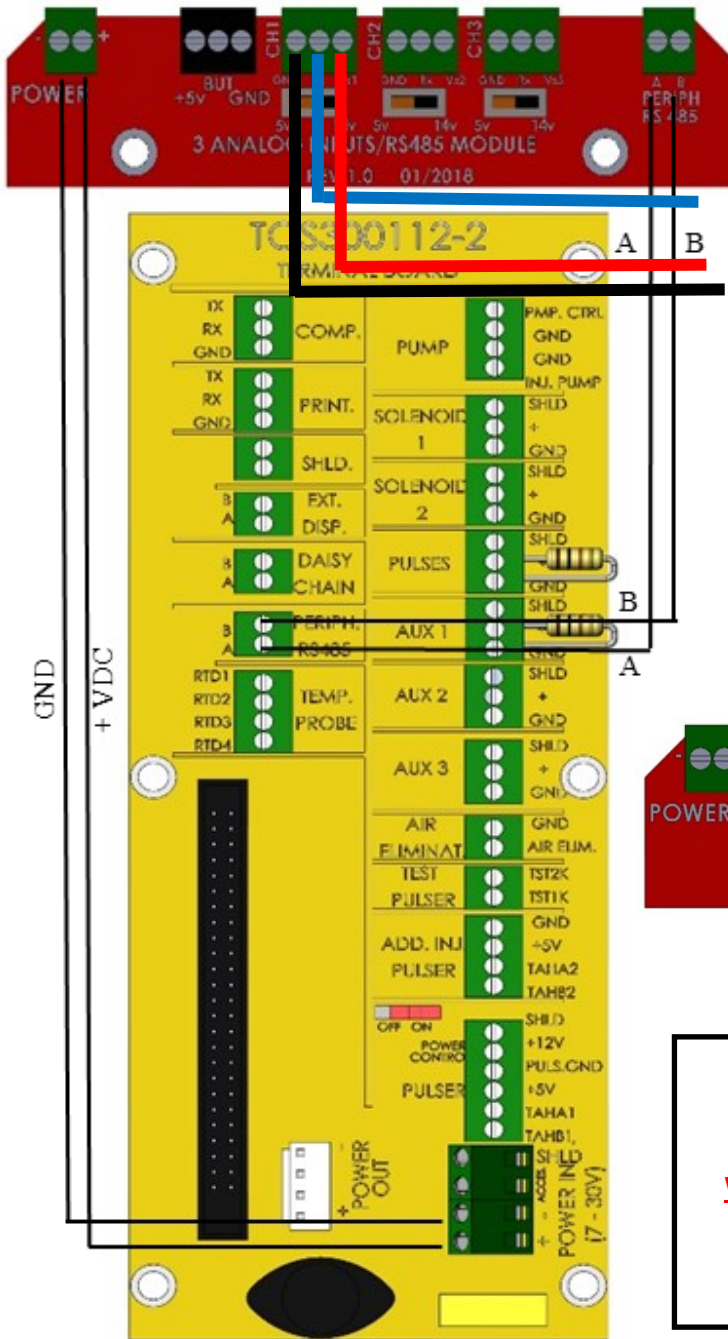 - +
POWER
BUT
+5V GND
CH1
CH2
CH3
GND Tx Vs2
GND Tx Vs3
5v
5v 14v
5v 14v
A B
PERIPH
RS 485
3 ANALOG INPUTS/RS485 MODULE
REV 1.0 01/2018
TCS300112-2
TERMINAL BOARD
A B
TX
RX
GND
COMP.
TX
RX
GND
PRINT.
SHLD.
B
A
EXT.
DISP.
B
A
DAISY
CHAIN
B
A
PERIPH.
RS485
RTD1
RTD2
RTD3
RTD4
TEMP.
PROBE
PUMP
PMP. CTRL
GND
GND
INJ. PUMP
SOLENOID
1
SHLD
+
GND
SOLENOID
2
SHLD
+
GND
PULSES
SHLD
GND
AUX 1
SHLD
GND
B
A
AUX 2
SHLD
+
GND
AUX 3
SHLD
+
GND
AIR
ELIMINAT.
GND
AIR ELIM.
TEST
PULSER
TST2K
TST1K
ADD. INJ.
PULSER
GND
+5V
TAHA2
TAHB2
OFF ON
POWER
CONTROL
PULSER
SHLD
+12V
PULS.GND
+5V
TAHA1
TAHB1
SHLD
ACCES.
-
+
POWER IN
(7 - 30V)
-
+
POWER
OUT
GND
+ VDC
-
POWER